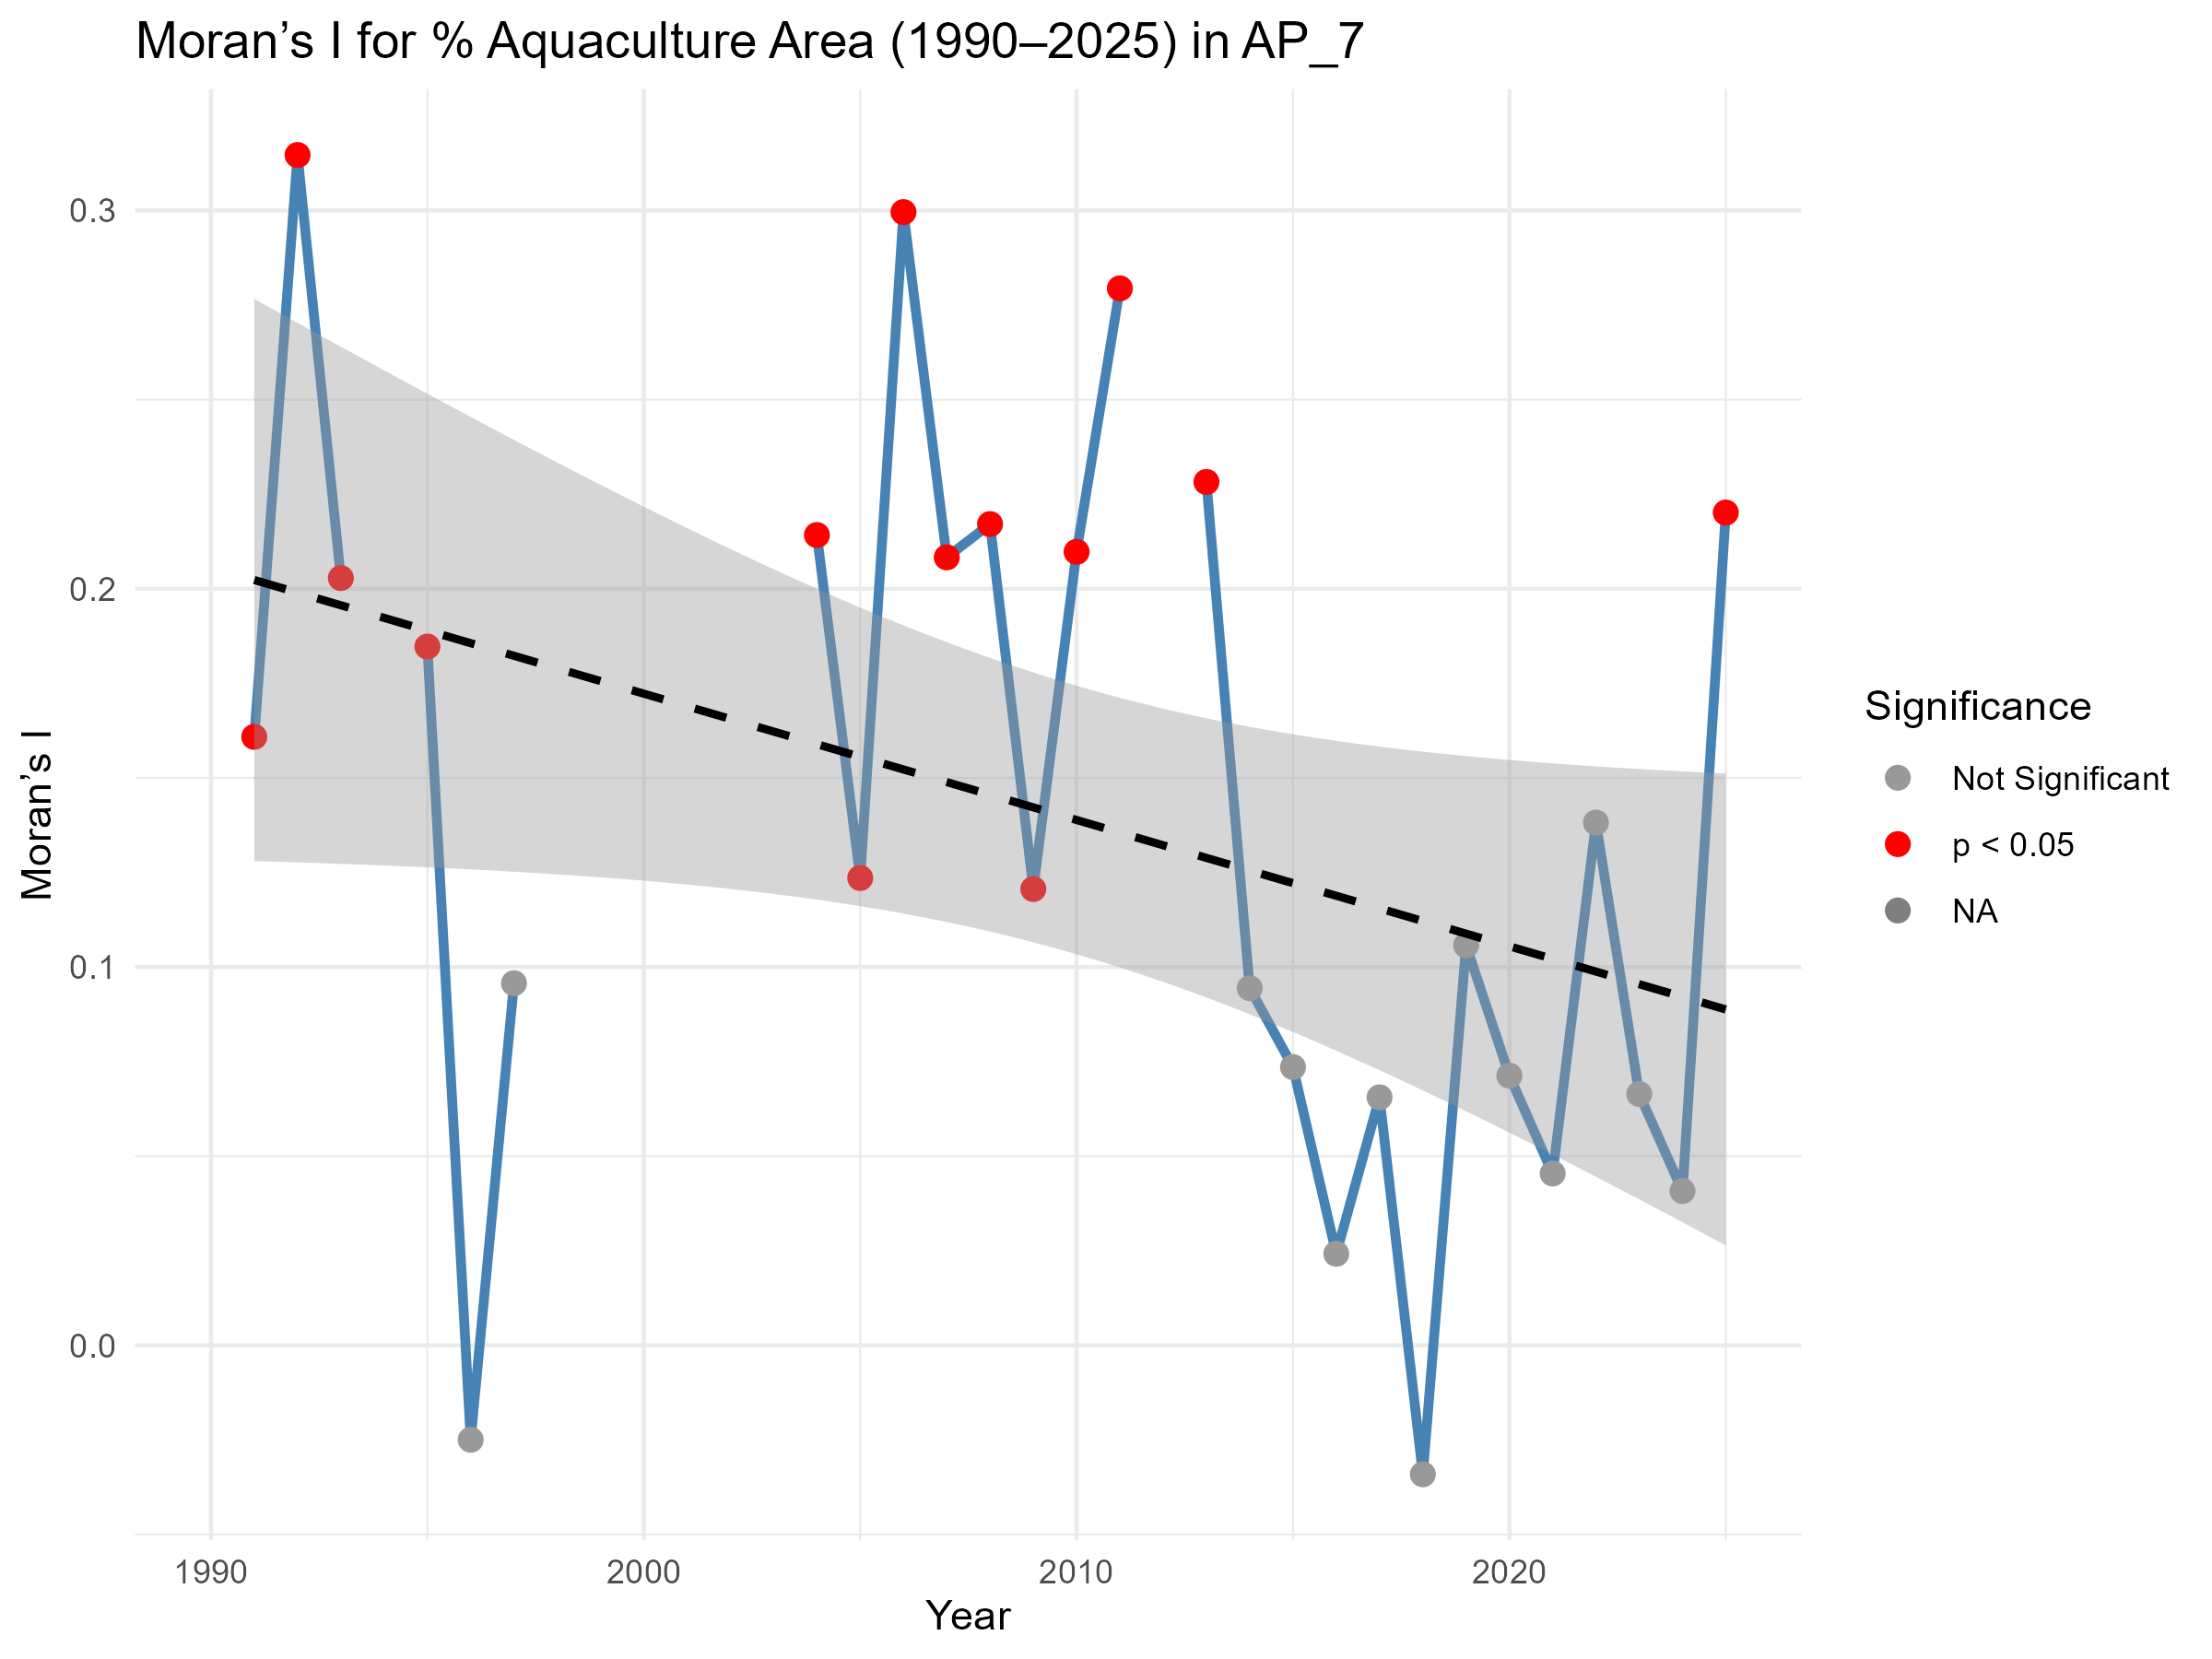 Moran’s I for % Aquaculture Area (1990–2025) in AP_7
Moran’s I
0.3
0.2
0.1
0.0
1990
2000
2010
2020
Year
Significance
Not Significant
p < 0.05
NA